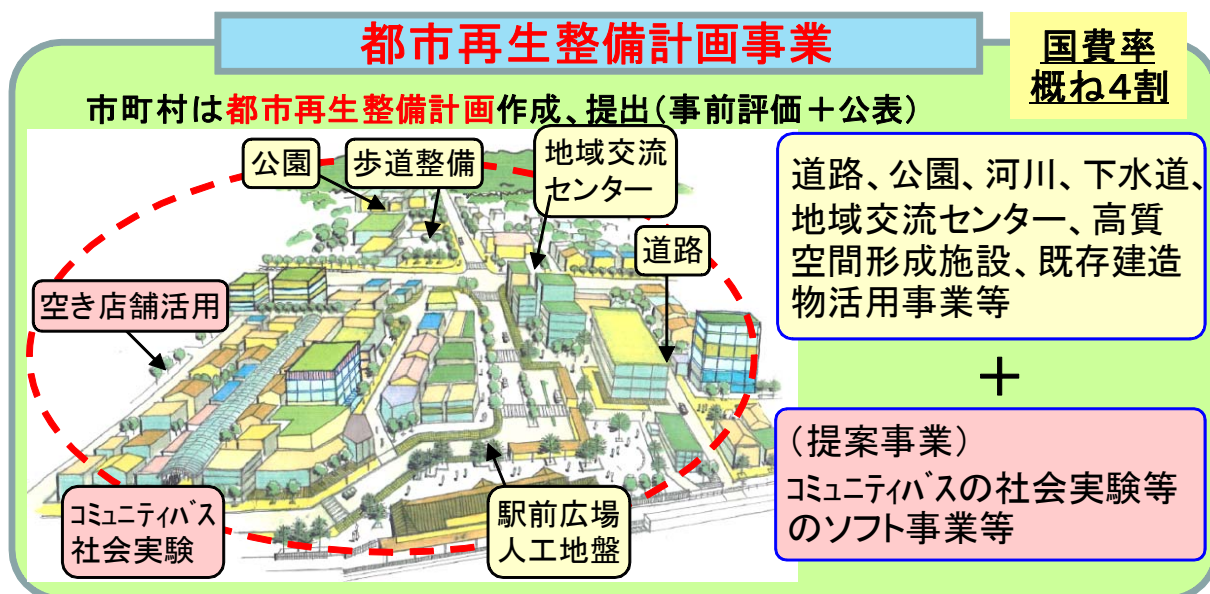 都市再生整備計画事業
国費率
概ね4割
市町村は都市再生整備計画作成、提出(事前評価+公表)
公園
歩道整備
地域交流
センター
道路
空き店舗活用
コミュニティバス
社会実験
駅前広場
人工地盤
道路、公園、河川、下水道、
地域交流センター、高質
空間形成施設、既存建造
物活用事業等
+
(提案事業)
コミュニティバスの社会実験等
のソフト事業等